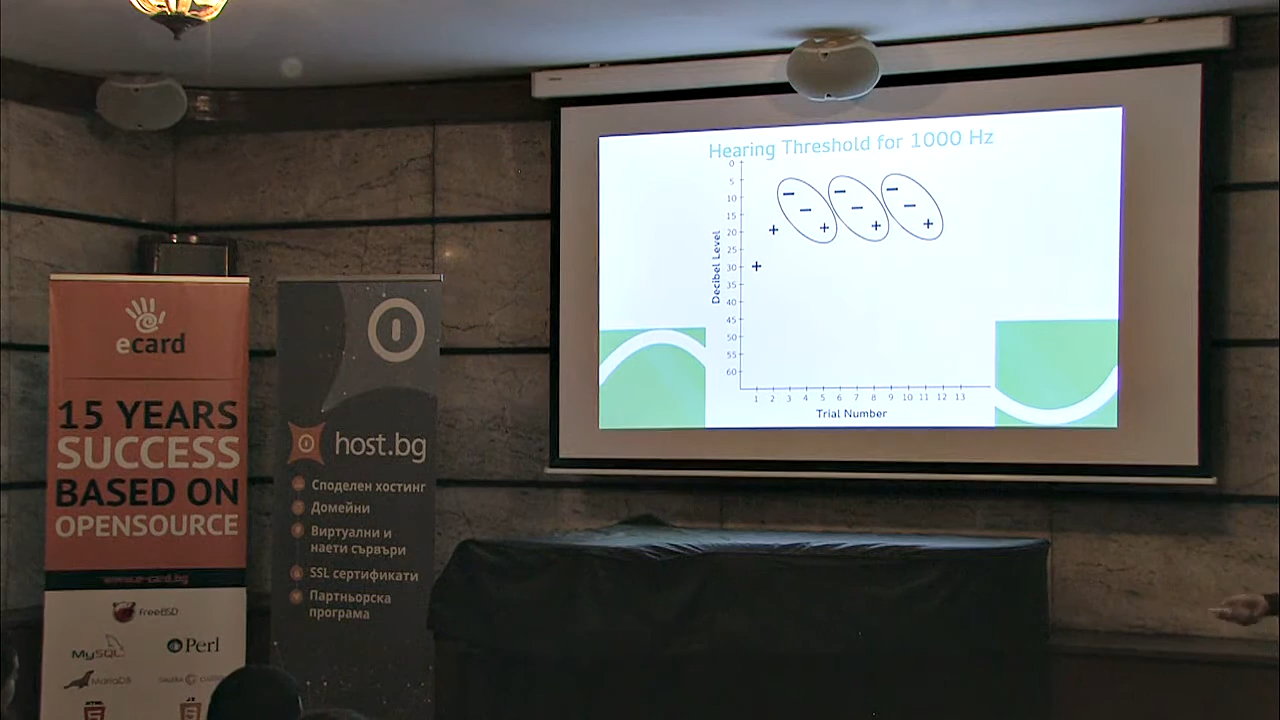 Hearing Threshold for 1000 Hz
0
5
10
15
20
25
30
35
40
45
50
55
60
Decibel Level
1 2 3 4 5 6 7 8 9 10 11 12 13
Trial Number
ecard
15 YEARS
SUCCESS
BASED ON
OPENSOURCE
www.e-card.bg
FreeBSD
MySQL
Perl
MariaDB
host.bg
Споделен хостинг
Домейни
Виртуални и
наети сървъри
SSL сертификати
Партньорска
програма